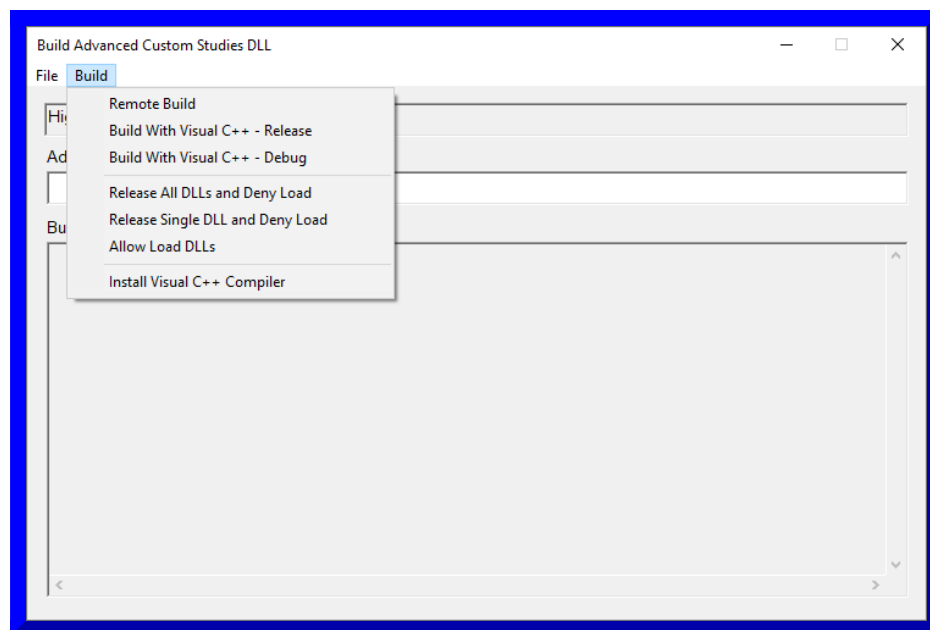 Build Advanced Custom Studies DLL
File Build
Remote Build
Build With Visual C++ - Release
Build With Visual C++ - Debug
Release All DLLs and Deny Load
Release Single DLL and Deny Load
Allow Load DLLs
Install Visual C++ Compiler